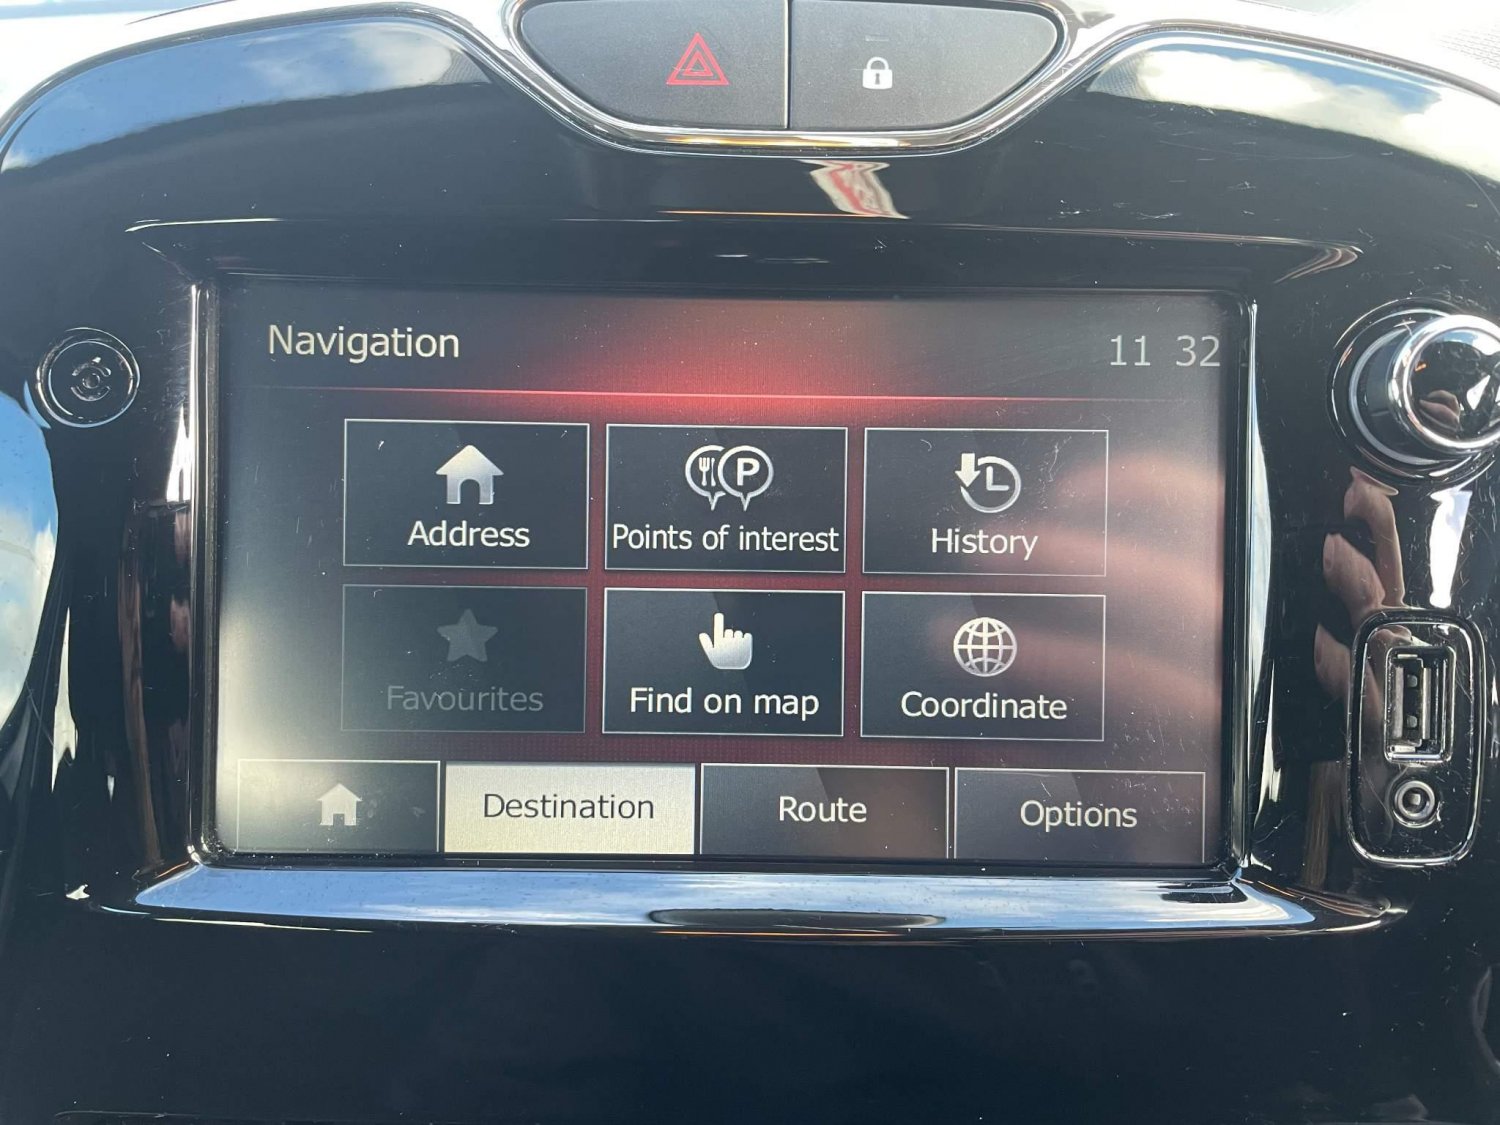 Navigation
11 32
Address
Points of interest
History
Favourites
Find on map
Coordinate
Destination
Route
Options